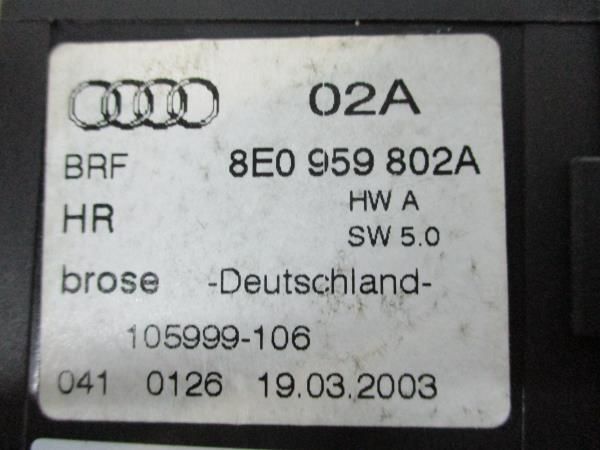 02A
BRF 8E0 959 802A
HR HW A
SW 5.0
brose -Deutschland-
105999-106
041 0126 19.03.2003